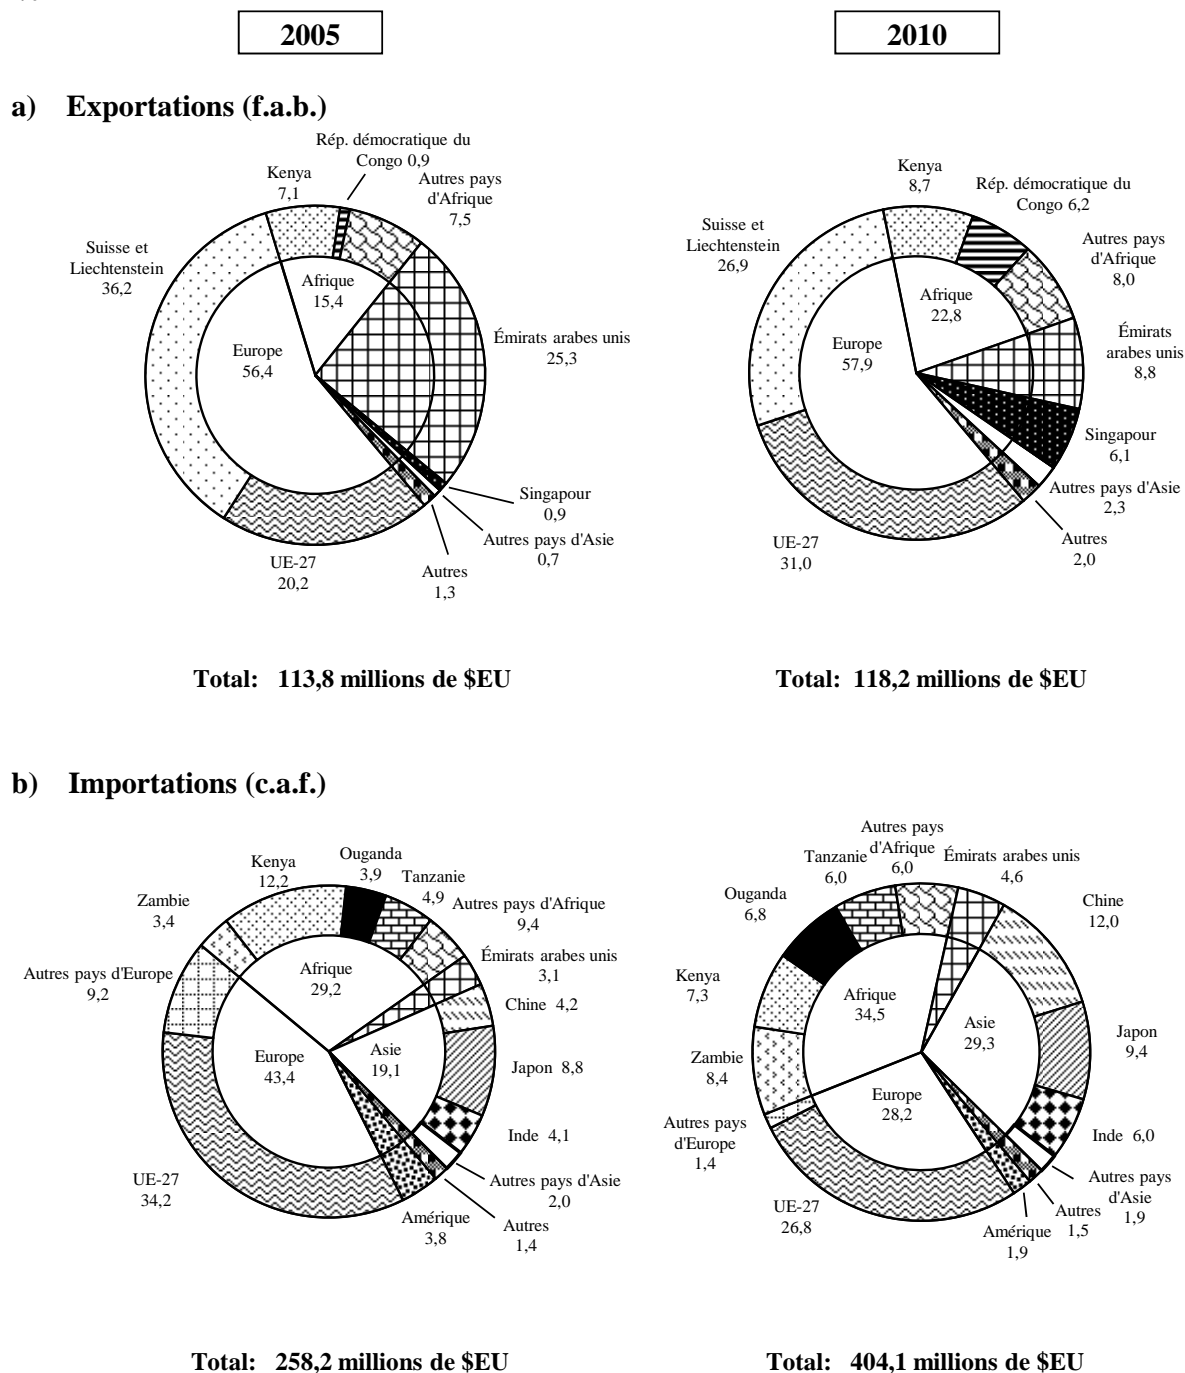 2005
2010
a) Exportations (f.a.b.)
Rép. démocratique du
Congo 0,9
Kenya
7,1
Autres pays
d'Afrique
7,5
Suisse et
Liechtenstein
36,2
Afrique
15,4
Europe
56,4
Émirats arabes unis
25,3
Singapour
0,9
Autres pays d'Asie
0,7
Autres
1,3
UE-27
20,2
Kenya
8,7
Rép. démocratique du
Congo 6,2
Suisse et
Liechtenstein
26,9
Autres pays
d'Afrique
8,0
Afrique
22,8
Europe
57,9
Émirats
arabes unis
8,8
Singapour
6,1
Autres pays d'Asie
2,3
Autres
2,0
UE-27
31,0
Total: 113,8 millions de $EU
Total: 118,2 millions de $EU
b) Importations (c.a.f.)
Ouganda
3,9
Kenya
12,2
Tanzanie
4,9
Zambie
3,4
Autres pays d'Afrique
9,4
Autres pays d'Europe
9,2
Afrique
29,2
Émirats arabes unis
3,1
Chine 4,2
Europe
43,4
Asie
19,1
Japon 8,8
Inde 4,1
UE-27
34,2
Autres pays d'Asie
2,0
Amérique
3,8
Autres
1,4
Autres pays
d'Afrique
6,0
Tanzanie
6,0
Émirats arabes unis
4,6
Ouganda
6,8
Chine
12,0
Kenya
7,3
Afrique
34,5
Asie
29,3
Japon
9,4
Zambie
8,4
Europe
28,2
Autres pays
d'Europe
1,4
Inde 6,0
UE-27
26,8
Autres pays
d'Asie
1,9
Autres
1,5
Amérique
1,9
Total: 258,2 millions de $EU
Total: 404,1 millions de $EU